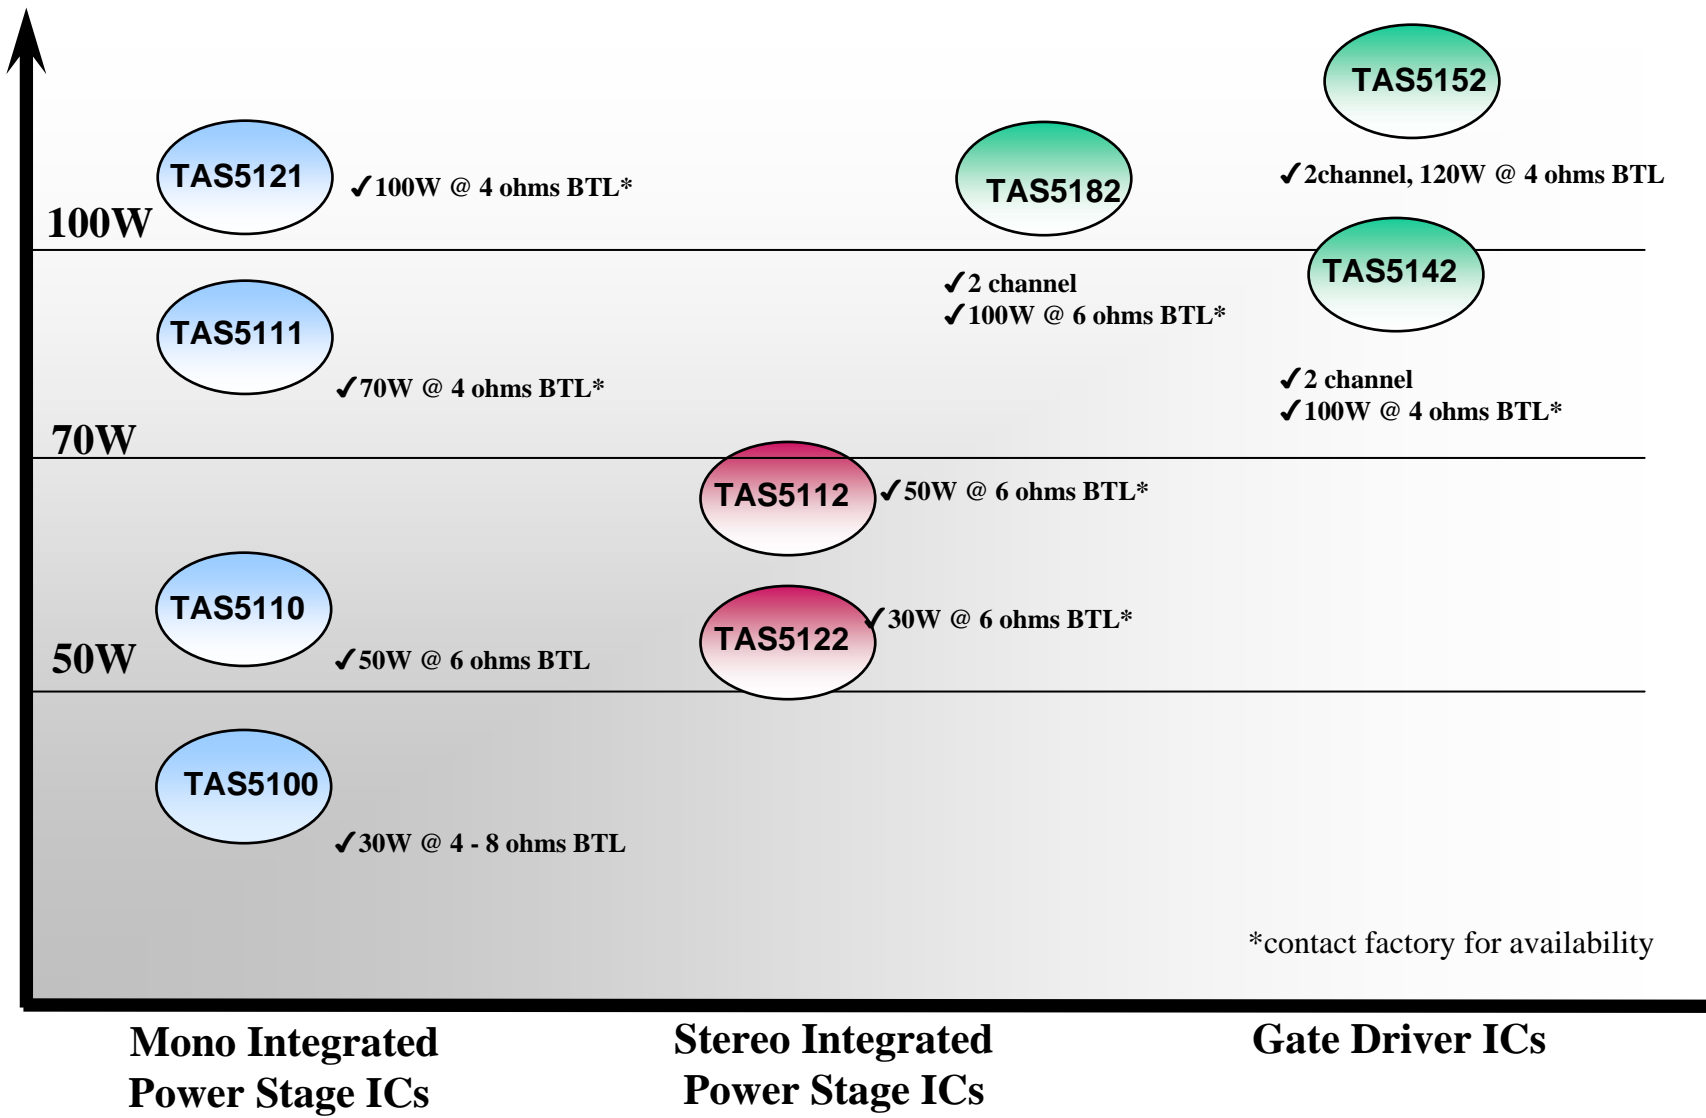 TAS5152
TAS5121
✓100W @ 4 ohms BTL*
TAS5182
✓2channel, 120W @ 4 ohms BTL
100W
TAS5111
✓2 channel
✓100W @ 6 ohms BTL*
TAS5142
✓70W @ 4 ohms BTL*
✓2 channel
✓100W @ 4 ohms BTL*
70W
TAS5112
✓50W @ 6 ohms BTL*
TAS5110
✓50W @ 6 ohms BTL
TAS5122
✓30W @ 6 ohms BTL*
50W
TAS5100
✓30W @ 4 - 8 ohms BTL
*contact factory for availability
Mono Integrated
Power Stage ICs
Stereo Integrated
Power Stage ICs
Gate Driver ICs